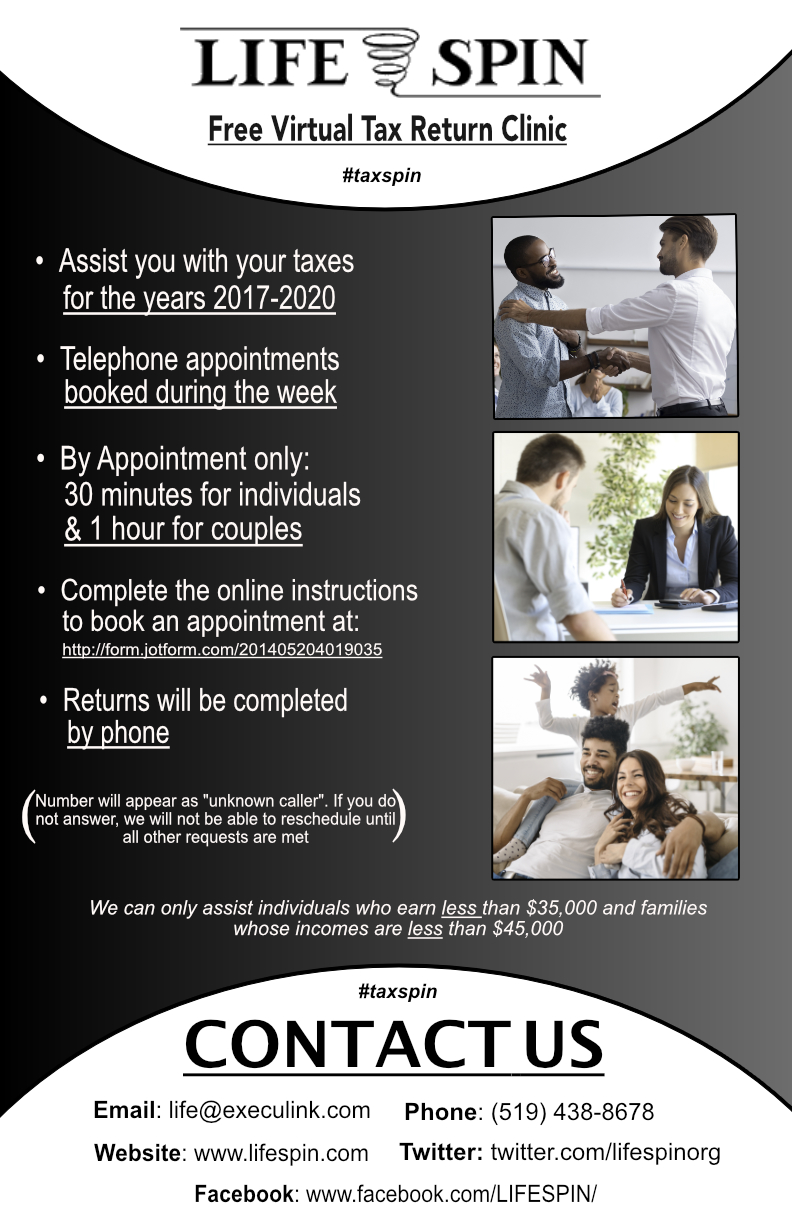 LIFE SPIN
Free Virtual Tax Return Clinic
#taxspin
• Assist you with your taxes
for the years 2017-2020
• Telephone appointments
booked during the week
• By Appointment only:
30 minutes for individuals
& 1 hour for couples
• Complete the online instructions
to book an appointment at:
http://form.jotform.com/201405204019035
• Returns will be completed
by phone
(Number will appear as "unknown caller". If you do
not answer, we will not be able to reschedule until
all other requests are met)
We can only assist individuals who earn less than $35,000 and families
whose incomes are less than $45,000
#taxspin
CONTACT US
Email: life@execulink.com Phone: (519) 438-8678
Website: www.lifespin.com Twitter: twitter.com/lifespinorg
Facebook: www.facebook.com/LIFESPIN/